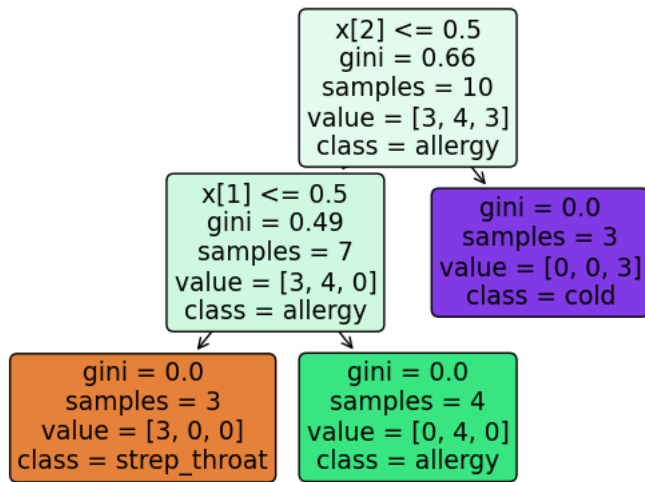 x[2] <= 0.5
gini = 0.66
samples = 10
value = [3, 4, 3]
class = allergy
x[1] <= 0.5
gini = 0.49
samples = 7
value = [3, 4, 0]
class = allergy
gini = 0.0
samples = 3
value = [0, 0, 3]
class = cold
gini = 0.0
samples = 3
value = [3, 0, 0]
class = strep_throat
gini = 0.0
samples = 4
value = [0, 4, 0]
class = allergy